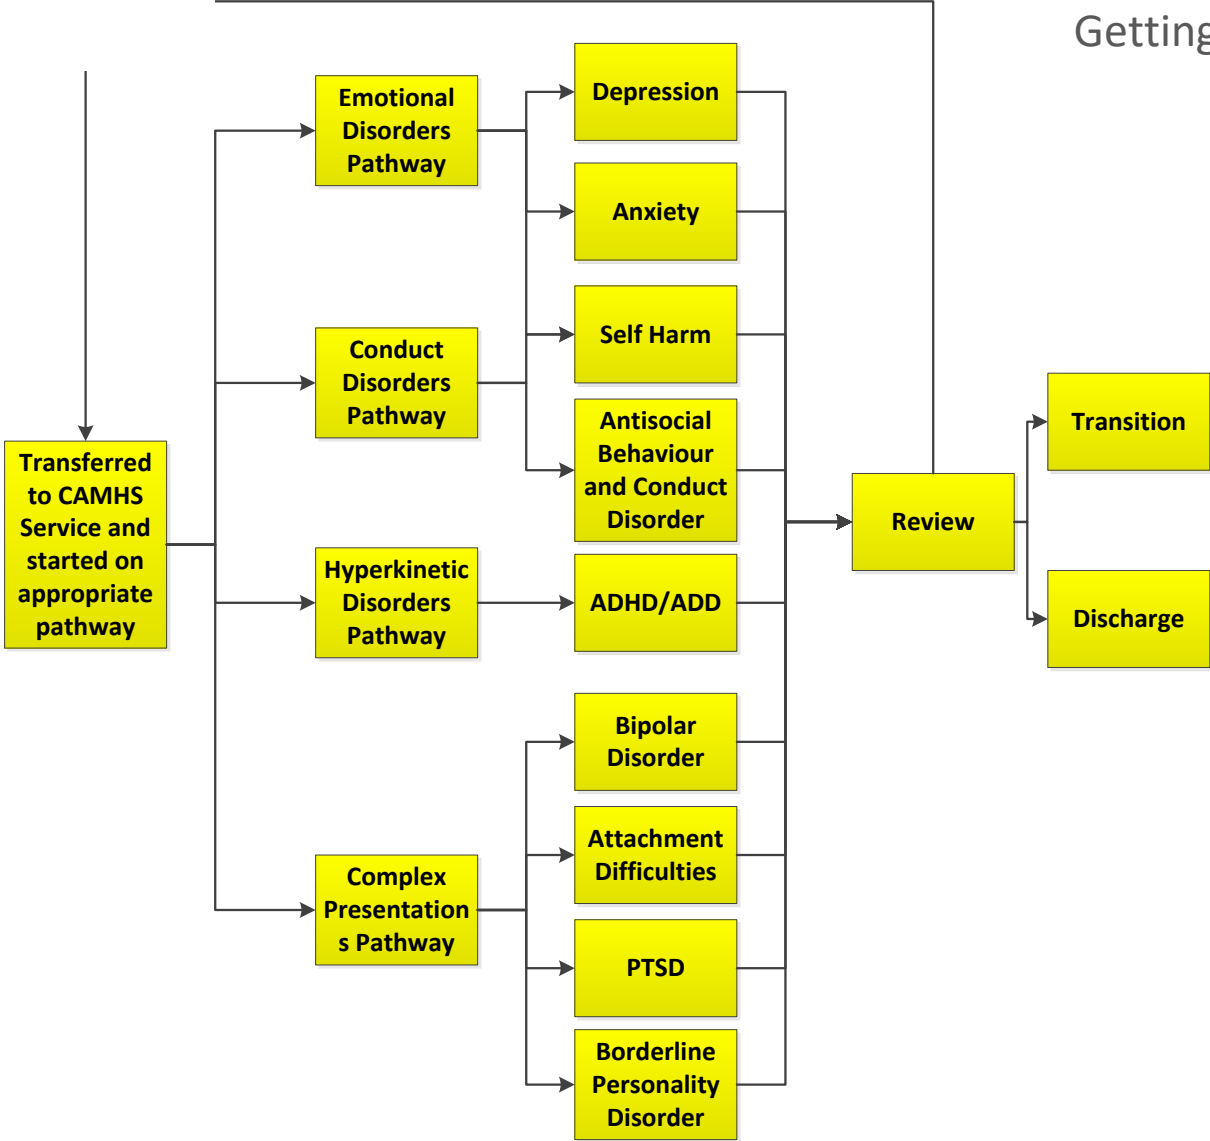 Getting
Emotional
Disorders
Pathway
Depression
Anxiety
Conduct
Disorders
Pathway
Self Harm
Antisocial
Behaviour
and Conduct
Disorder
Transferred
to CAMHS
Service and
started on
appropriate
pathway
Hyperkinetic
Disorders
Pathway
ADHD/ADD
Complex
Presentation
s Pathway
Bipolar
Disorder
Attachment
Difficulties
PTSD
Borderline
Personality
Disorder
Review
Transition
Discharge